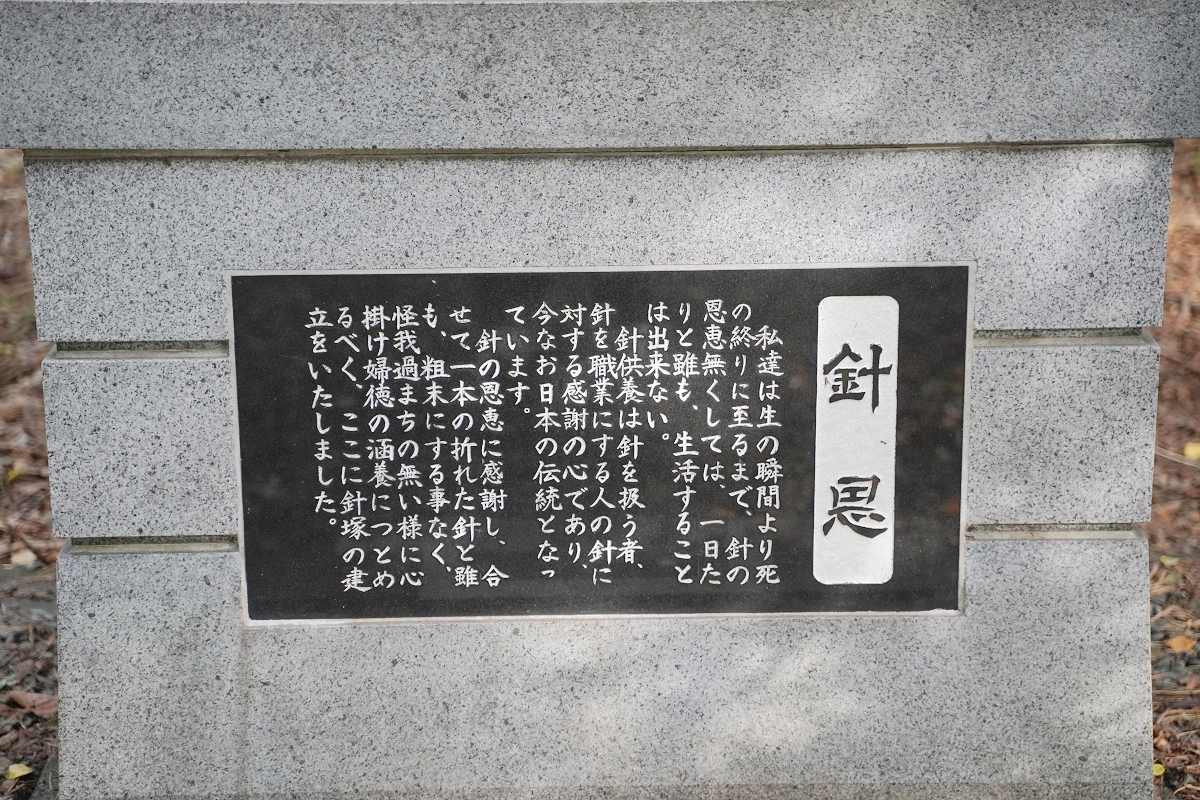 針恩
私達は生の瞬間より死
の終りに至るまで、針の
恩恵無くしては、一日た
りと雖も、生活すること
は出来ない。
針供養は針を扱う者、
針を職業にする人の針に
対する感謝の心であり、
今なお日本の伝統となっ
ています。
針の恩恵に感謝し、合
せて一本の折れた針と雖
も、粗末にする事なく、
怪我過まちの無い様に心
掛け婦徳の涵養につとめ
るべく、ここに針塚の建
立をいたしました。